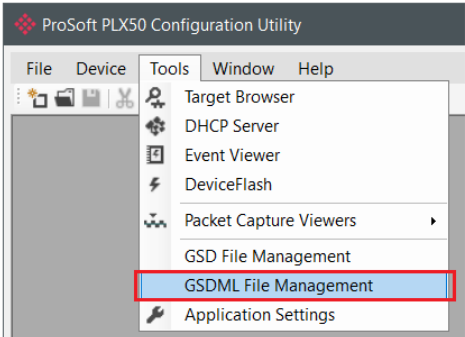 ProSoft PLX50 Configuration Utility
File Device Tools Window Help
Target Browser
DHCP Server
Event Viewer
DeviceFlash
Packet Capture Viewers
GSD File Management
GSDML File Management
Application Settings